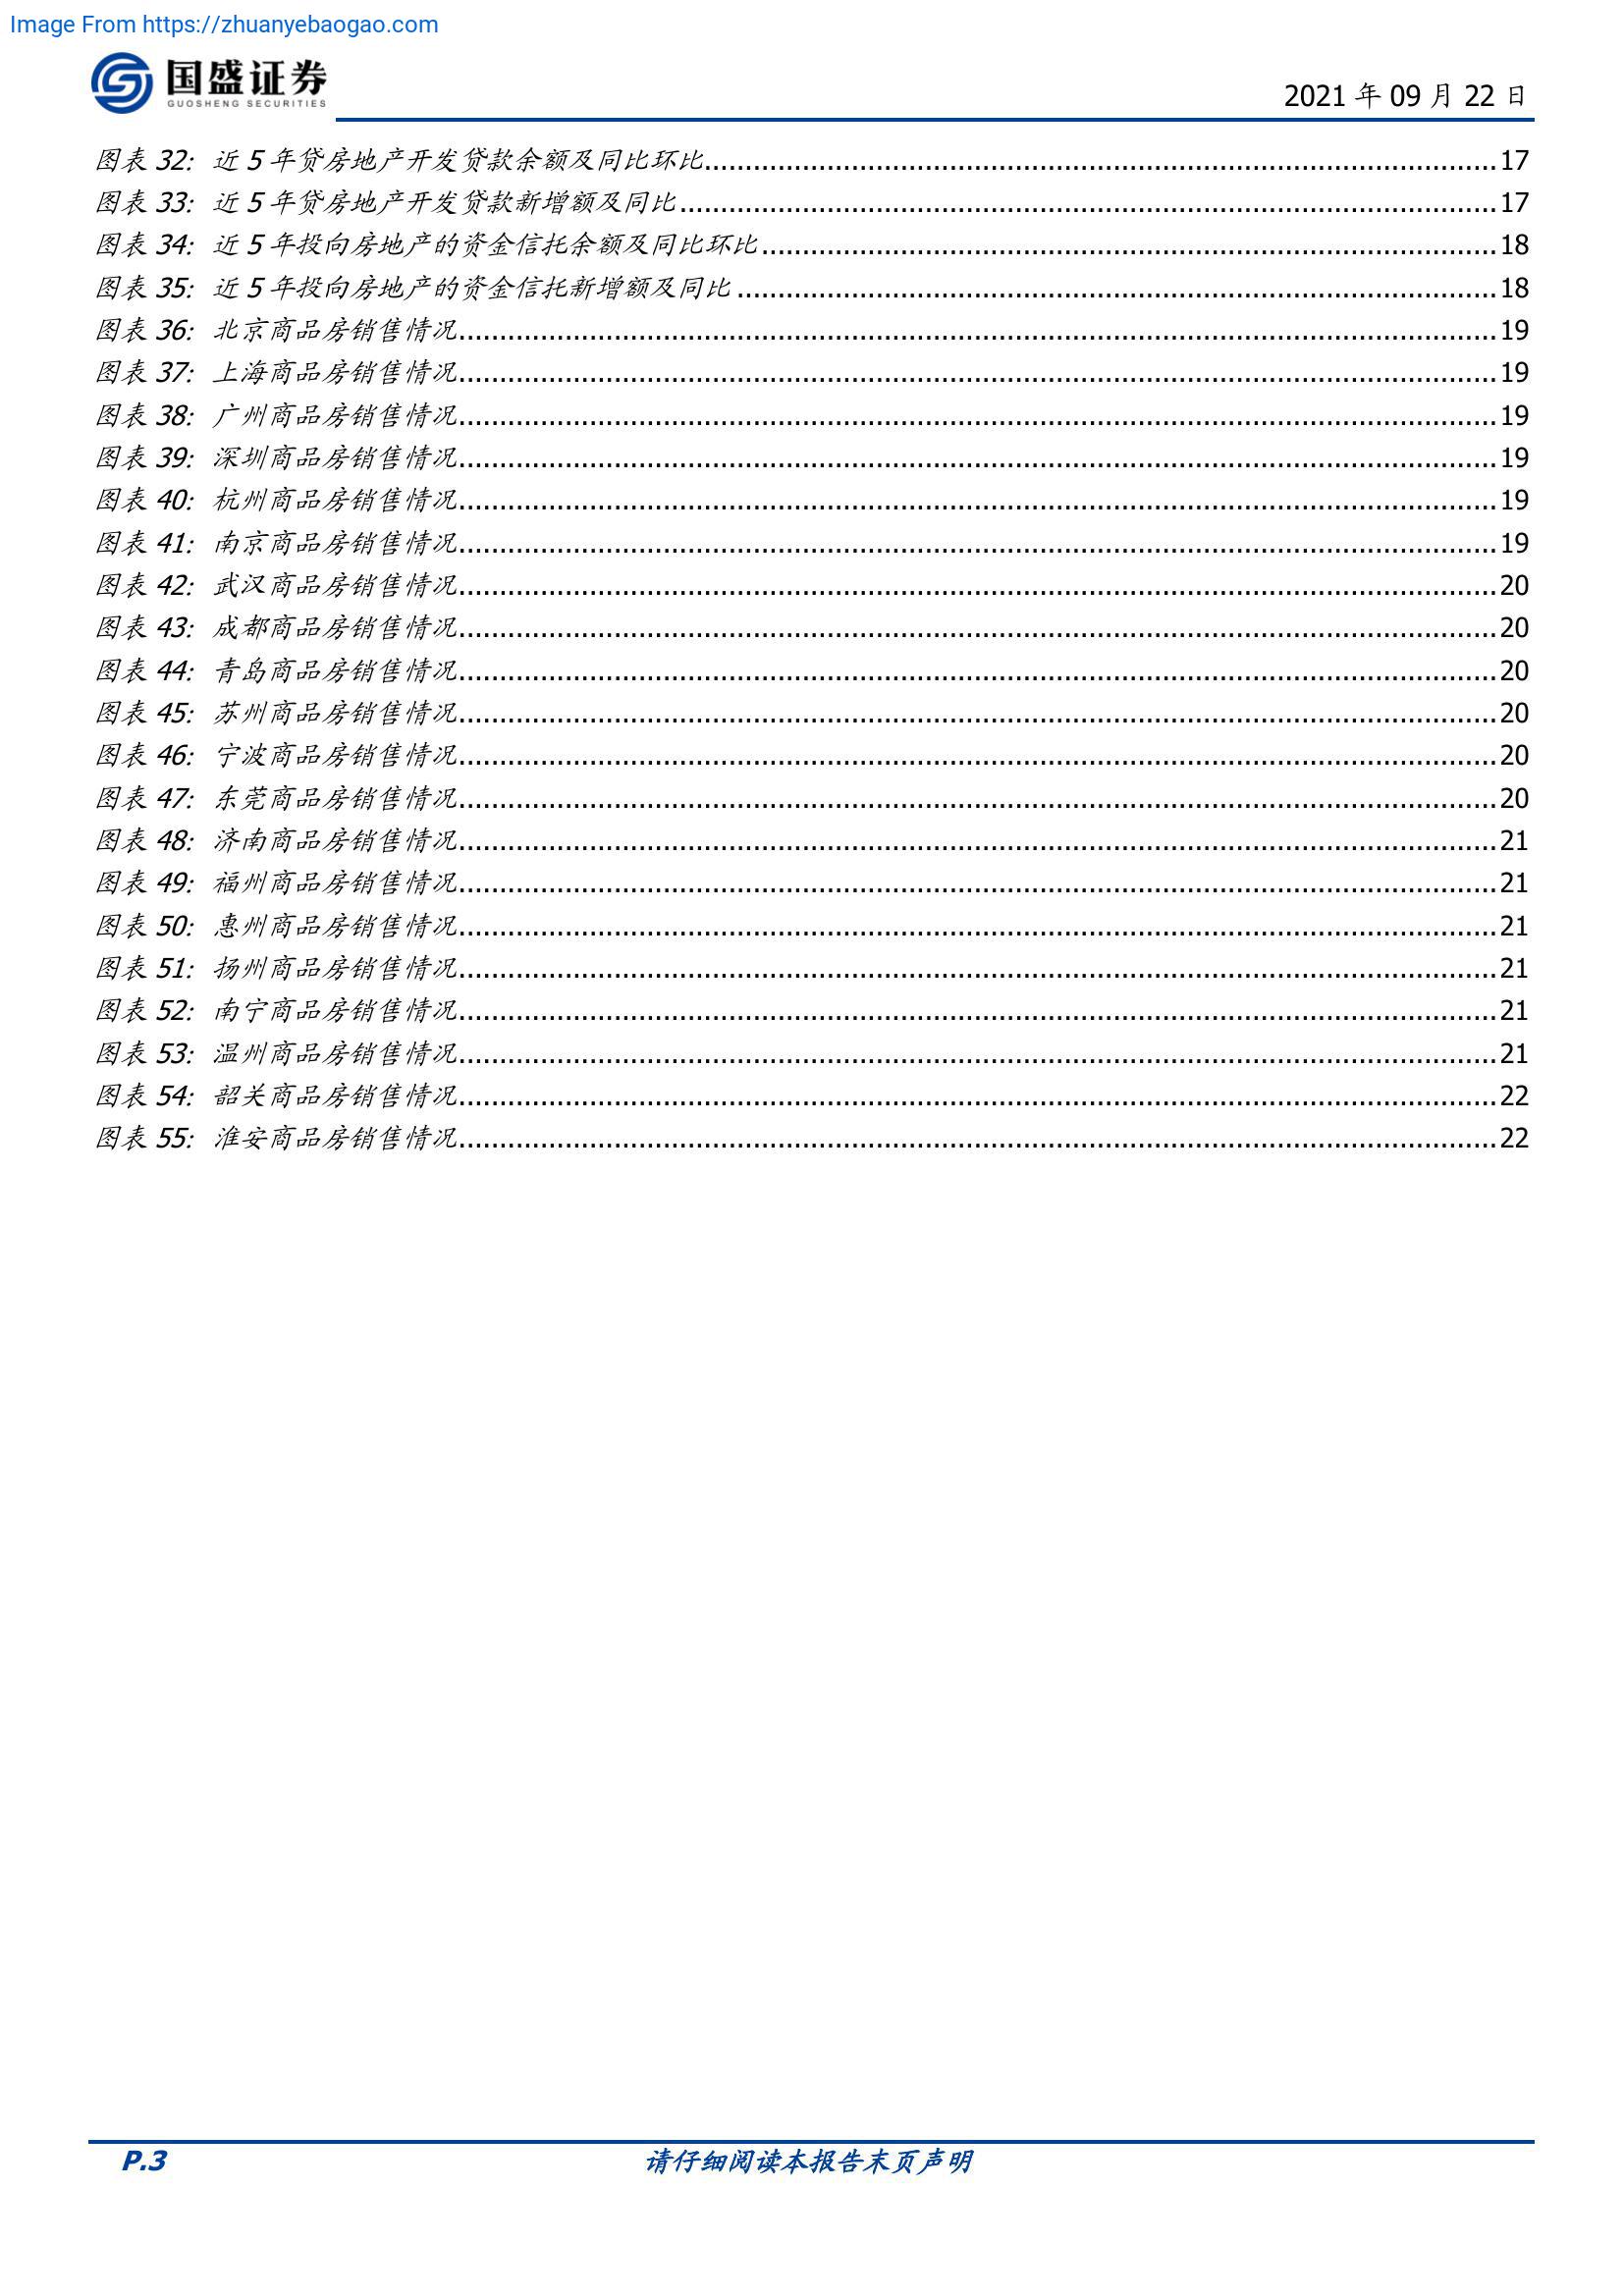 Image From https://zhuanyebaogao.com
国盛证券
GUOSHENG SECURITIES
2021 年 09 月 22 日
图表 32: 近 5 年贷房地产开发贷款余额及同比环比 17
图表 33: 近 5 年贷房地产开发贷款新增额及同比 17
图表 34: 近 5 年投向房地产的资金信托余额及同比环比 18
图表 35: 近 5 年投向房地产的资金信托新增额及同比 18
图表 36: 北京商品房销售情况 19
图表 37: 上海商品房销售情况 19
图表 38: 广州商品房销售情况 19
图表 39: 深圳商品房销售情况 19
图表 40: 杭州商品房销售情况 19
图表 41: 南京商品房销售情况 19
图表 42: 武汉商品房销售情况 20
图表 43: 成都商品房销售情况 20
图表 44: 青岛商品房销售情况 20
图表 45: 苏州商品房销售情况 20
图表 46: 宁波商品房销售情况 20
图表 47: 东莞商品房销售情况 20
图表 48: 济南商品房销售情况 21
图表 49: 福州商品房销售情况 21
图表 50: 惠州商品房销售情况 21
图表 51: 扬州商品房销售情况 21
图表 52: 南宁商品房销售情况 21
图表 53: 温州商品房销售情况 21
图表 54: 韶关商品房销售情况 22
图表 55: 淮安商品房销售情况 22
P.3 请仔细阅读本报告末页声明